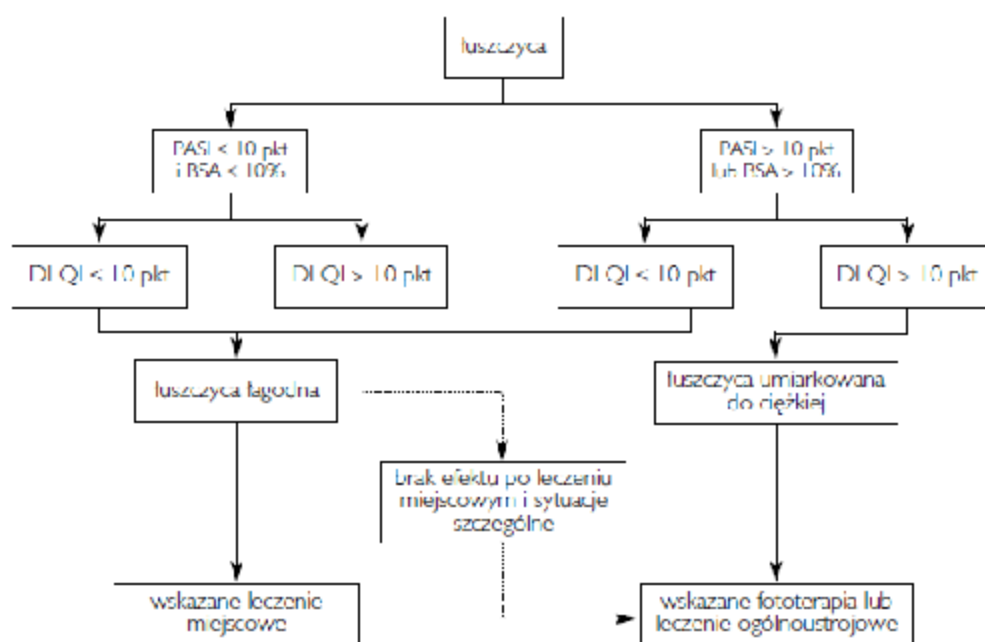 łuszczyca
PASI < 10 pkt
i BSA < 10%
PASI > 10 pkt
lub BSA > 10%
DLQI < 10 pkt
DLQI > 10 pkt
DLQI < 10 pkt
DLQI > 10 pkt
łuszczyca łagodna
łuszczyca umiarkowana
do ciężkiej
brak efektu po leczeniu
miejscowym i sytuacje
szczególne
wskazane leczenie
miejscowe
wskazane fototerapia lub
leczenie ogólnoustrojowe